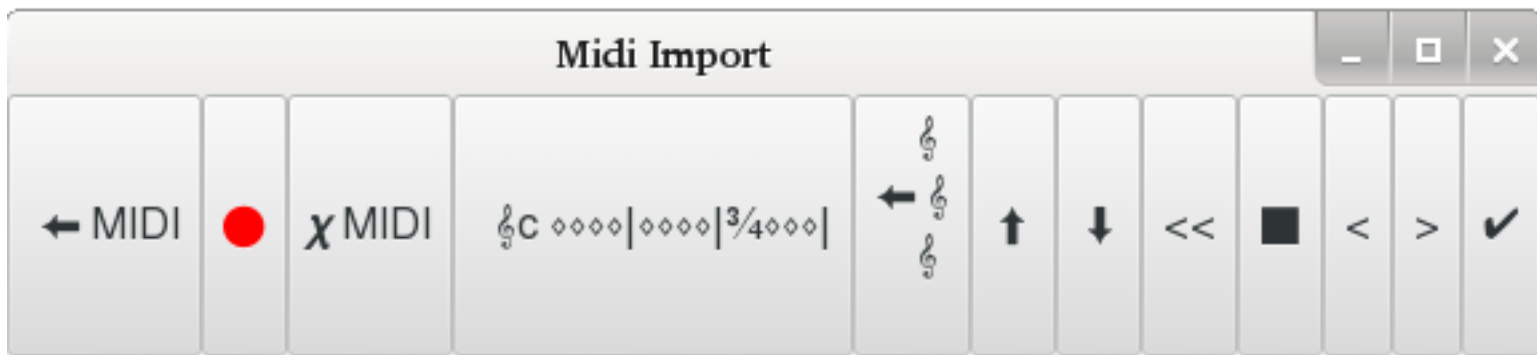 Midi Import
⬅ MIDI
● 
χ MIDI
𝄞c ⋄⋄⋄⋄|⋄⋄⋄⋄|¾⋄⋄⋄|
𝄞
⬅ 𝄞
𝄞
⬆
⬇
<<
■
<
>
✔